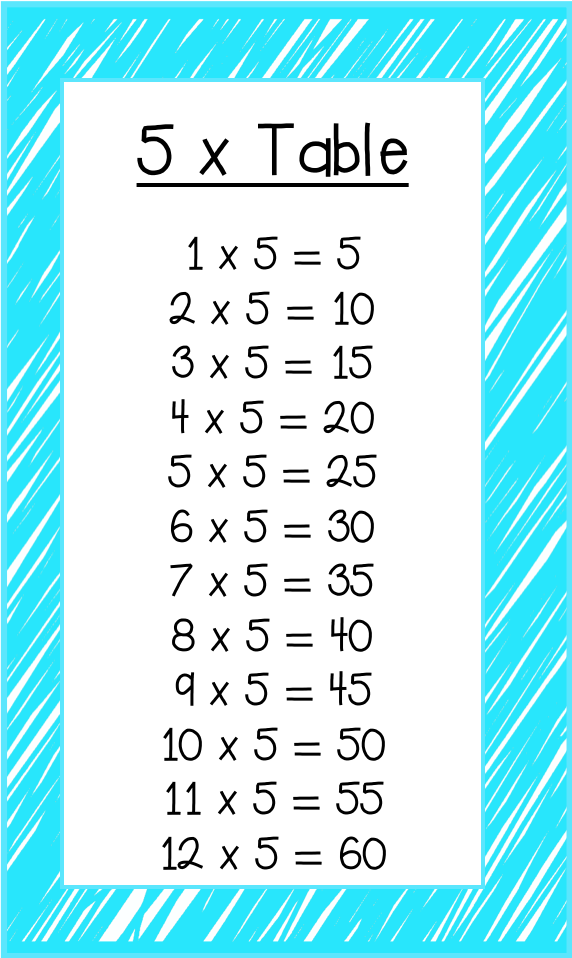 5 x Table
1 x 5 = 5
2 x 5 = 10
3 x 5 = 15
4 x 5 = 20
5 x 5 = 25
6 x 5 = 30
7 x 5 = 35
8 x 5 = 40
9 x 5 = 45
10 x 5 = 50
11 x 5 = 55
12 x 5 = 60